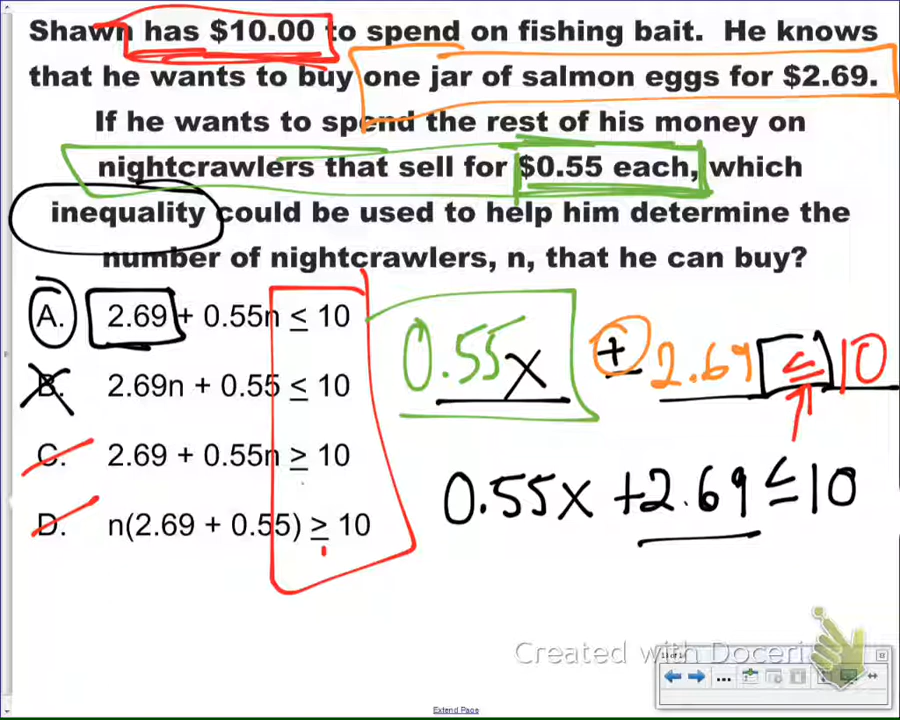 Shawn has $10.00 to spend on fishing bait. He knows
that he wants to buy one jar of salmon eggs for $2.69.
If he wants to spend the rest of his money on
nightcrawlers that sell for $0.55 each, which
inequality could be used to help him determine the
number of nightcrawlers, n, that he can buy?
A. 2.69 + 0.55n ≤ 10
B. 2.69n + 0.55 ≤ 10
C. 2.69 + 0.55n ≥ 10
D. n(2.69 + 0.55) ≥ 10
0.55x + 2.69 ≤ 10
0.55x + 2.69 ≤ 10
Created with Doceri
Extend Page